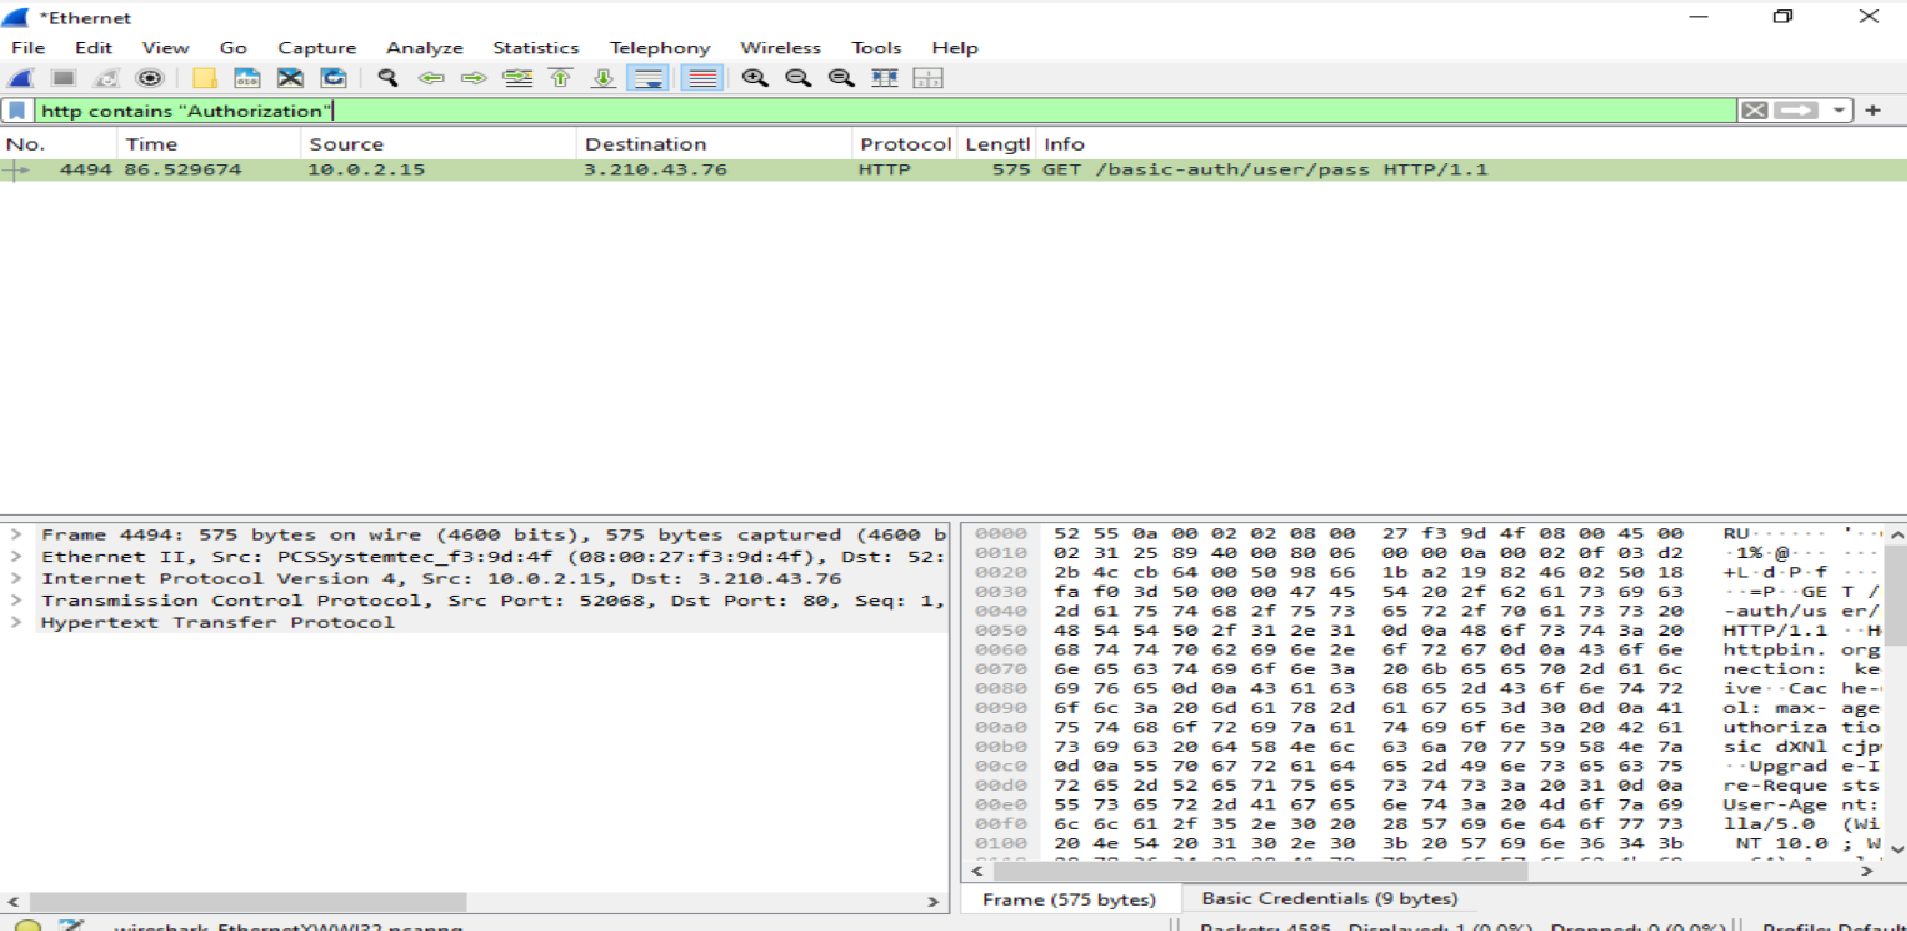 *Ethernet
File Edit View Go Capture Analyze Statistics Telephony Wireless Tools Help
http contains "Authorization"
No. Time Source Destination Protocol Lengtl Info
4494 86.529674 10.0.2.15 3.210.43.76 HTTP 575 GET /basic-auth/user/pass HTTP/1.1
> Frame 4494: 575 bytes on wire (4600 bits), 575 bytes captured (4600 b
> Ethernet II, Src: PCSSystemtec_f3:9d:4f (08:00:27:f3:9d:4f), Dst: 52:
> Internet Protocol Version 4, Src: 10.0.2.15, Dst: 3.210.43.76
> Transmission Control Protocol, Src Port: 52068, Dst Port: 80, Seq: 1,
> Hypertext Transfer Protocol
0000 52 55 0a 00 02 02 08 00 27 f3 9d 4f 08 00 45 00 RU······ '··
0010 02 31 25 89 40 00 80 06 00 00 0a 00 02 0f 03 d2 ·1%·@··· ···
0020 2b 4c cb 64 00 50 98 66 1b a2 19 82 46 02 50 18 +L·d·P·f ···
0030 fa f0 3d 50 00 00 47 45 54 20 2f 62 61 73 69 63 ··=P··GE T /
0040 2d 61 75 74 68 2f 75 73 65 72 2f 70 61 73 73 20 -auth/us er/
0050 48 54 54 50 2f 31 2e 31 0d 0a 48 6f 73 74 3a 20 HTTP/1.1 ··H
0060 68 74 74 70 62 69 6e 2e 6f 72 67 0d 0a 43 6f 6e httpbin. org
0070 6e 65 63 74 69 6f 6e 3a 20 6b 65 65 70 2d 61 6c nection: ke
0080 69 76 65 0d 0a 43 61 63 68 65 2d 43 6f 6e 74 72 ive··Cac he-
0090 6f 6c 3a 20 6d 61 78 2d 61 67 65 3d 30 0d 0a 41 ol: max- age
00a0 75 74 68 6f 72 69 7a 61 74 69 6f 6e 3a 20 42 61 uthoriza tio
00b0 73 69 63 20 64 58 4e 6c 63 6a 70 77 59 58 4e 7a sic dXNl cjp
00c0 0d 0a 55 70 67 72 61 64 65 2d 49 6e 73 65 63 75 ··Upgrad e-I
00d0 72 65 2d 52 65 71 75 65 73 74 73 3a 20 31 0d 0a re-Reque sts
00e0 55 73 65 72 2d 41 67 65 6e 74 3a 20 4d 6f 7a 69 User-Age nt:
00f0 6c 6c 61 2f 35 2e 30 20 28 57 69 6e 64 6f 77 73 lla/5.0 (Wi
0100 20 4e 54 20 31 30 2e 30 3b 20 57 69 6e 36 34 3b NT 10.0 ; W
Frame (575 bytes) Basic Credentials (9 bytes)
Packets: 4585 Displayed: 1 (0.0%) Dropped: 0 (0.0%) Profile: Default